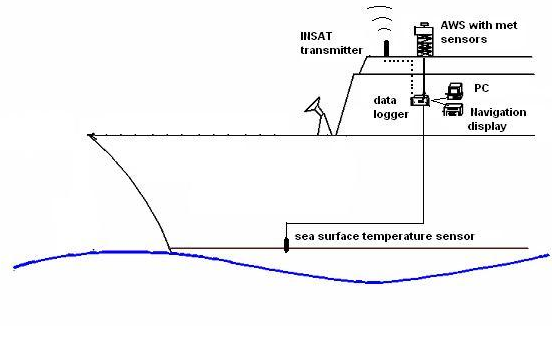 AWS with met
sensors
INSAT
transmitter
PC
data
logger
Navigation
display
sea surface temperature sensor